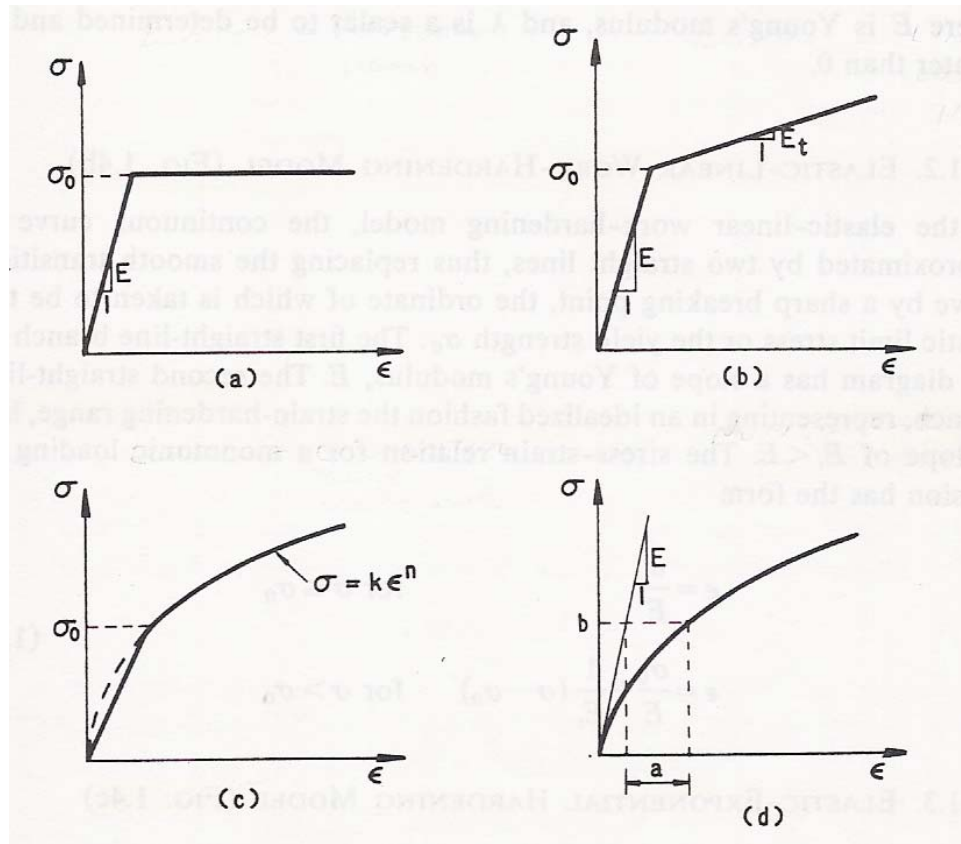 ere E is Young's modulus, and λ is a scalar to be determined and
ater than 0.
σ
σ
σ₀
E
1
ε
(a)
σ₀
E
1
E_t
1
ε
(b)
1.2. ELASTIC-LINEAR WORK-HARDENING MODEL (FIG. 1.4b)
the elastic-linear work-hardening model, the continuous curve
proximated by two straight lines, thus replacing the smooth transiti
ve by a sharp breaking point, the ordinate of which is taken to be t
stic limit stress or the yield strength σ₀. The first straight-line branch
diagram has a slope of Young's modulus, E. The second straight-li
nch, representing in an idealized fashion the strain-hardening range,
lope of E_t < E. The stress-strain relation for a monotonic loading
sion has the form
σ
σ₀
σ = kεⁿ
ε
(c)
σ
E
1
b
a
ε
(d)
for σ > σ₀
1.3. ELASTIC-EXPONENTIAL HARDENING MODEL (FIG. 1.4c)